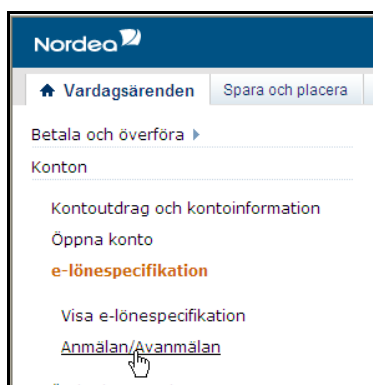 Nordea
Vardagsärenden Spara och placera
Betala och överföra
Konton
Kontoutdrag och kontoinformation
Öppna konto
e-lönespecifikation
Visa e-lönespecifikation
Anmälan/Avanmälan